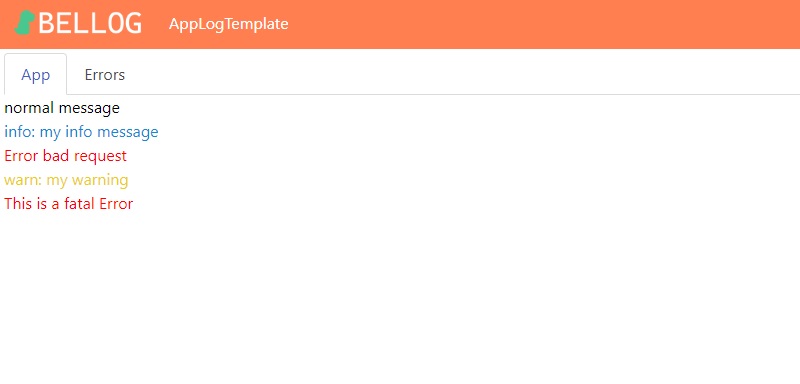 BELLOG AppLogTemplate
App Errors
normal message
info: my info message
Error bad request
warn: my warning
This is a fatal Error